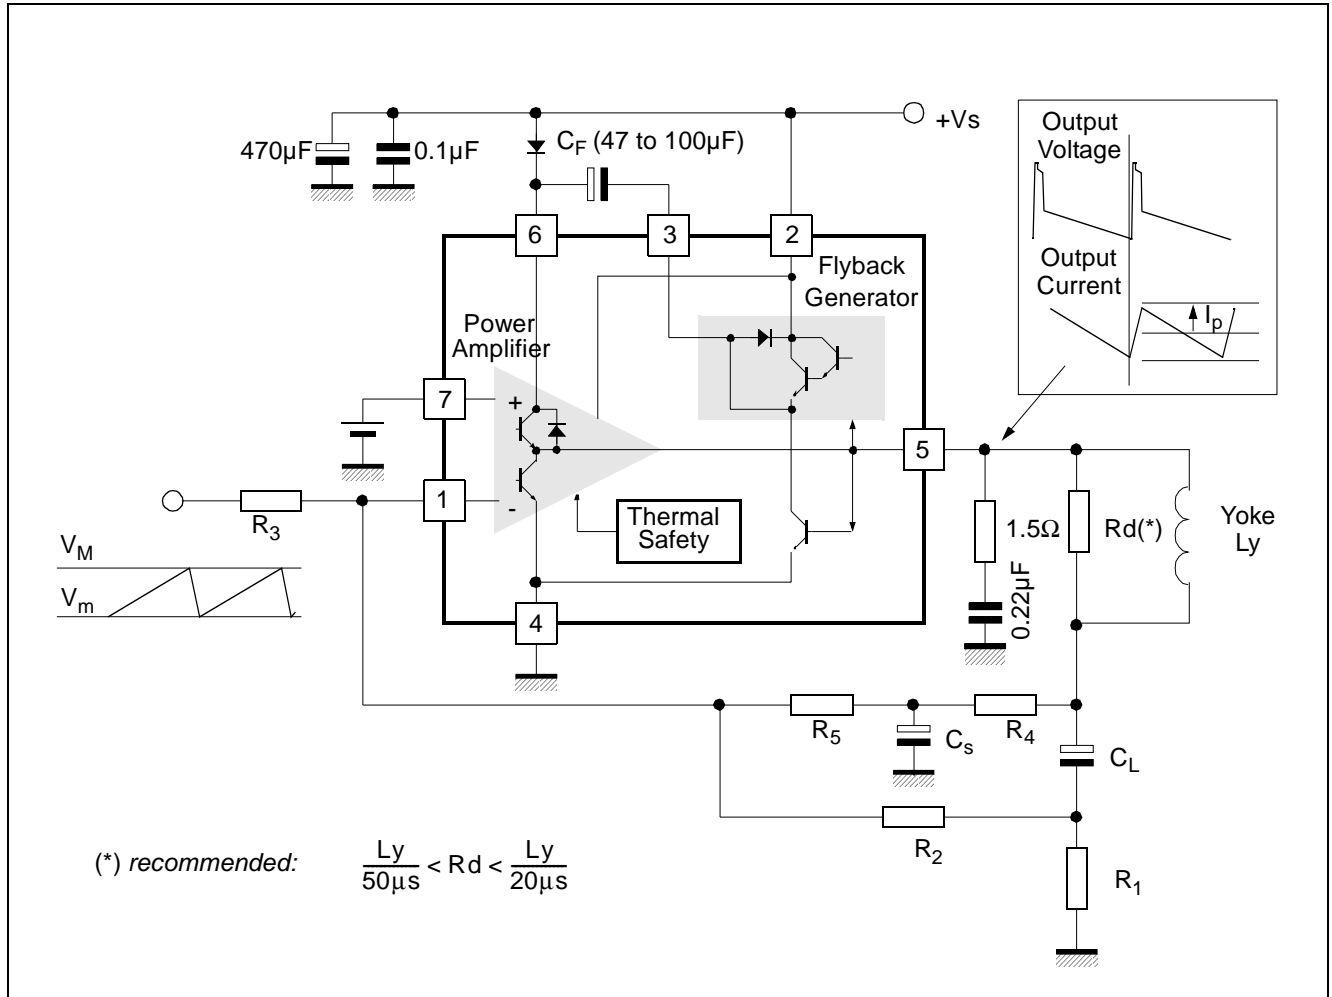 +Vs
470µF
0.1µF
C_F (47 to 100µF)
Output
Voltage
Output
Current
I_p
6
3
2
Flyback
Generator
Power
Amplifier
7
+
1
-
5
Thermal
Safety
4
R_3
V_M
V_m
1.5Ω
0.22µF
Rd(*)
Yoke
Ly
R_5
C_s
R_4
C_L
R_2
R_1
(*) recommended: Ly/50µs < Rd < Ly/20µs